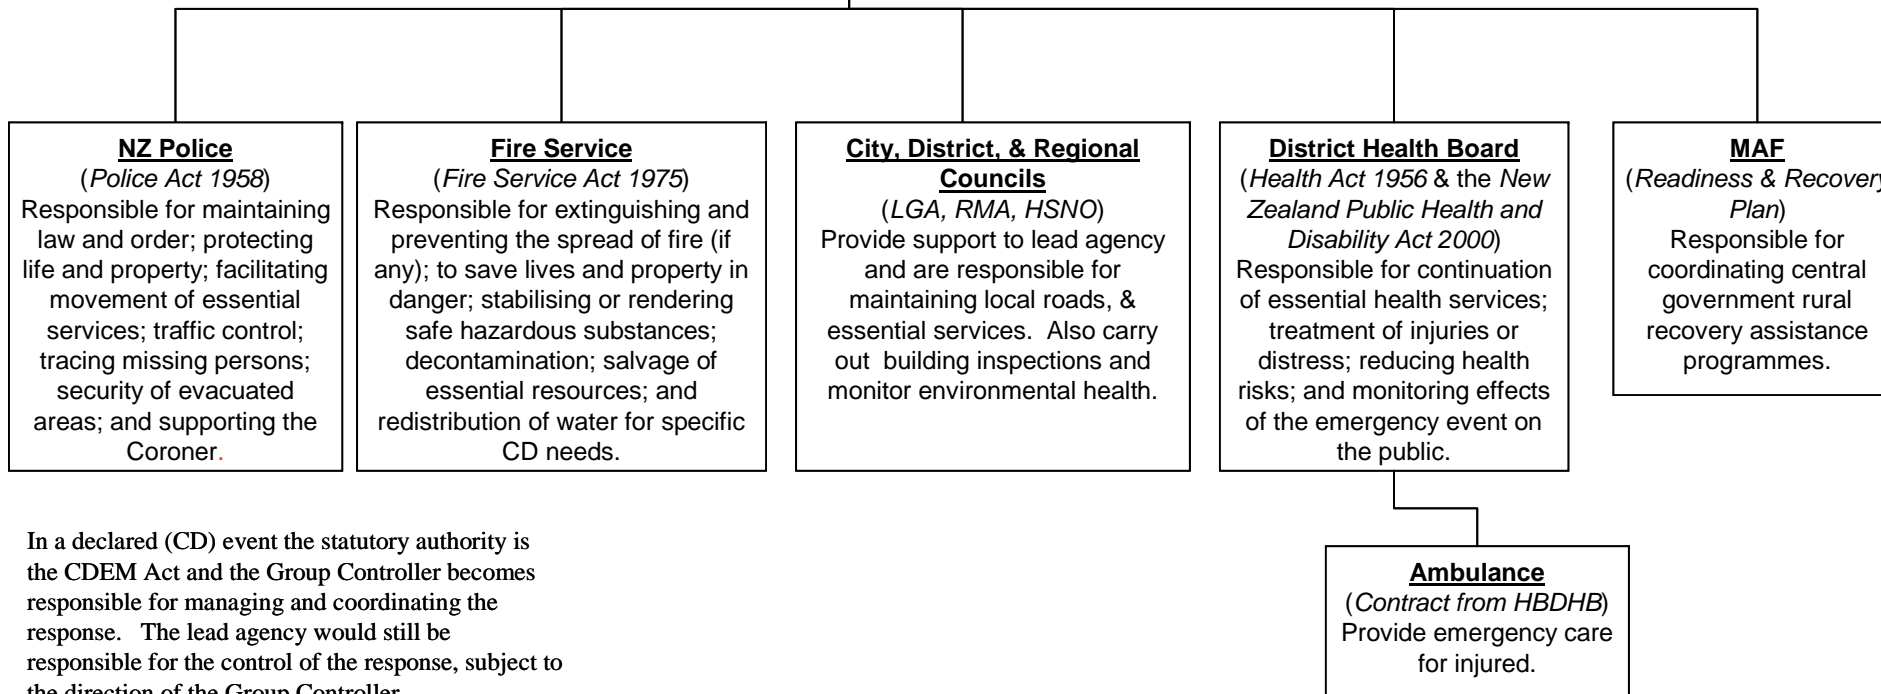 NZ Police
(Police Act 1958)
Responsible for maintaining
law and order; protecting
life and property; facilitating
movement of essential
services; traffic control;
tracing missing persons;
security of evacuated
areas; and supporting the
Coroner.
Fire Service
(Fire Service Act 1975)
Responsible for extinguishing and
preventing the spread of fire (if
any); to save lives and property in
danger; stabilising or rendering
safe hazardous substances;
decontamination; salvage of
essential resources; and
redistribution of water for specific
CD needs.
City, District, & Regional
Councils
(LGA, RMA, HSNO)
Provide support to lead agency
and are responsible for
maintaining local roads, &
essential services.  Also carry
out  building inspections and
monitor environmental health.
District Health Board
(Health Act 1956 & the New
Zealand Public Health and
Disability Act 2000)
Responsible for continuation
of essential health services;
treatment of injuries or
distress; reducing health
risks; and monitoring effects
of the emergency event on
the public.
MAF
(Readiness & Recovery
Plan)
Responsible for
coordinating central
government rural
recovery assistance
programmes.
Ambulance
(Contract from HBDHB)
Provide emergency care
for injured.
In a declared (CD) event the statutory authority is
the CDEM Act and the Group Controller becomes
responsible for managing and coordinating the
response.   The lead agency would still be
responsible for the control of the response, subject to
the direction of the Group Controller